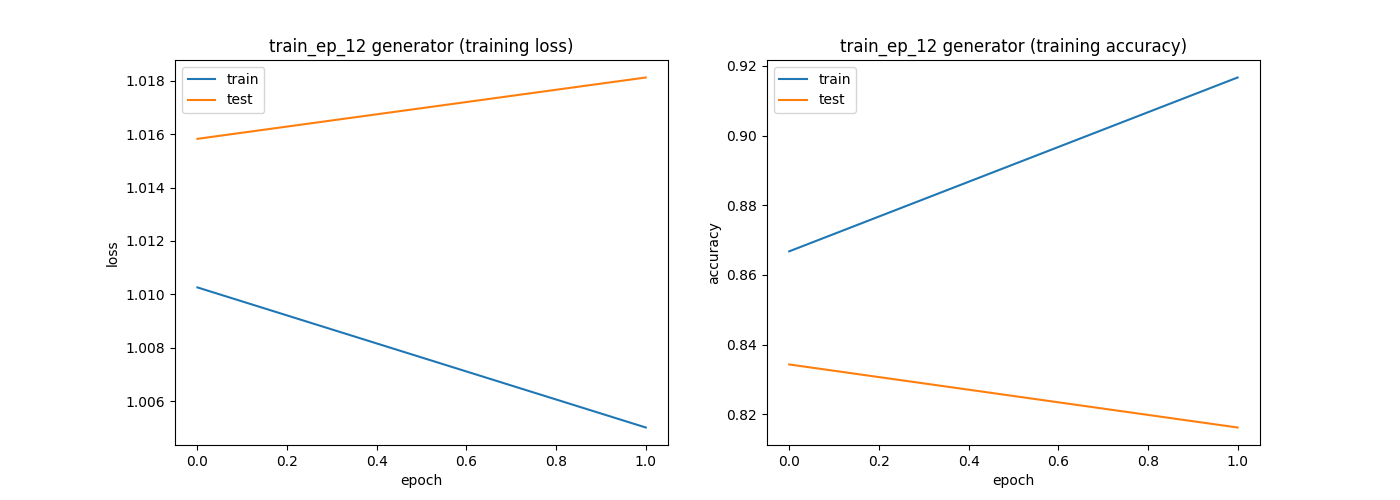 train_ep_12 generator (training loss)
train
test
1.018
1.016
1.014
1.012
1.010
1.008
1.006
loss
0.0 0.2 0.4 0.6 0.8 1.0
epoch
train_ep_12 generator (training accuracy)
train
test
0.92
0.90
0.88
0.86
0.84
0.82
accuracy
0.0 0.2 0.4 0.6 0.8 1.0
epoch